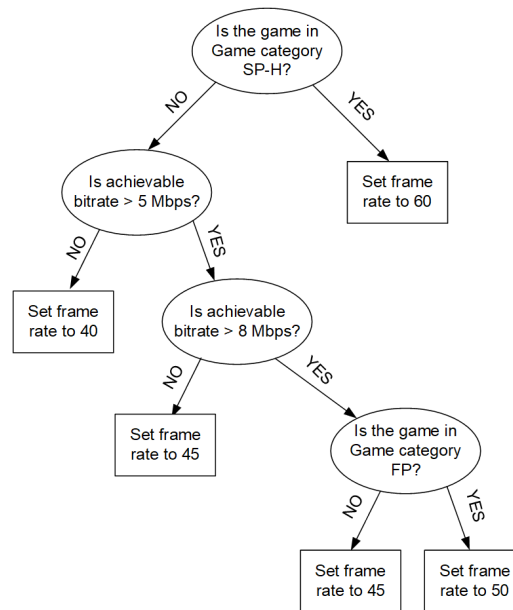 Is the game in
Game category
SP-H?
NO
YES
Is achievable
bitrate > 5 Mbps?
Set frame
rate to 60
NO
YES
Set frame
rate to 40
Is achievable
bitrate > 8 Mbps?
NO
YES
Set frame
rate to 45
Is the game in
Game category
FP?
NO
YES
Set frame
rate to 45
Set frame
rate to 50